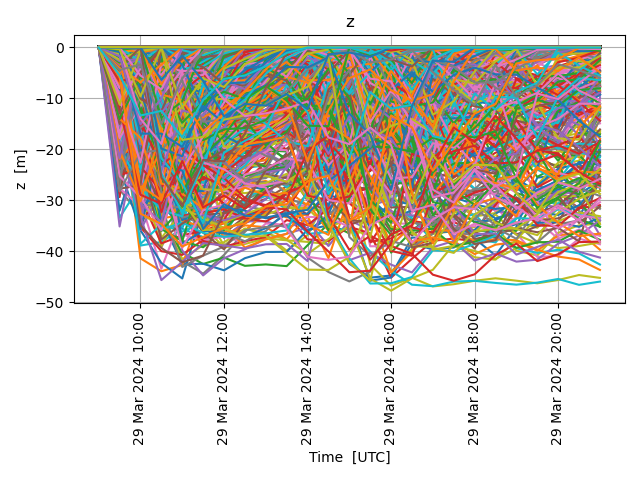 z
0
−10
−20
−30
−40
−50
z [m]
29 Mar 2024 10:00
29 Mar 2024 12:00
29 Mar 2024 14:00
29 Mar 2024 16:00
29 Mar 2024 18:00
29 Mar 2024 20:00
Time [UTC]